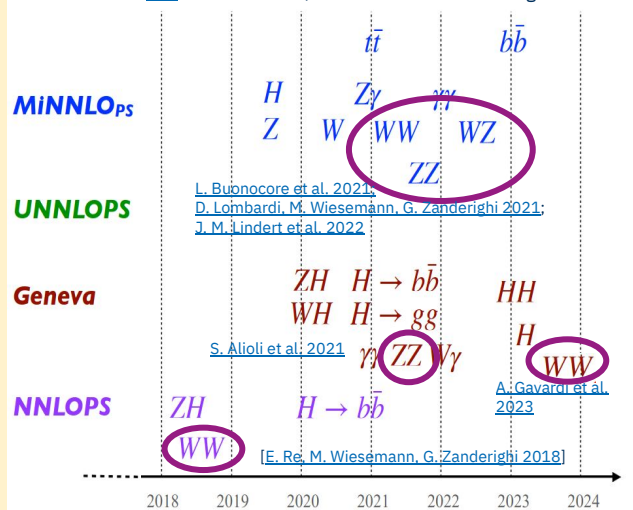 tt̄ bb̄
H Zγ γγ
MiNNLOPS
Z W WW WZ
ZZ
L. Buonocore et al. 2021;
UNNLOPS D. Lombardi, M. Wiesemann, G. Zanderighi 2021;
J. M. Lindert et al. 2022
ZH H → bb̄
Geneva HH
WH H → gg
H
S. Alioli et al. 2021 γγ ZZ Wγ WW
A. Gavardi et al.
2023
NNLOPS ZH H → bb̄
WW [E. Re, M. Wiesemann, G. Zanderighi 2018]
2018 2019 2020 2021 2022 2023 2024